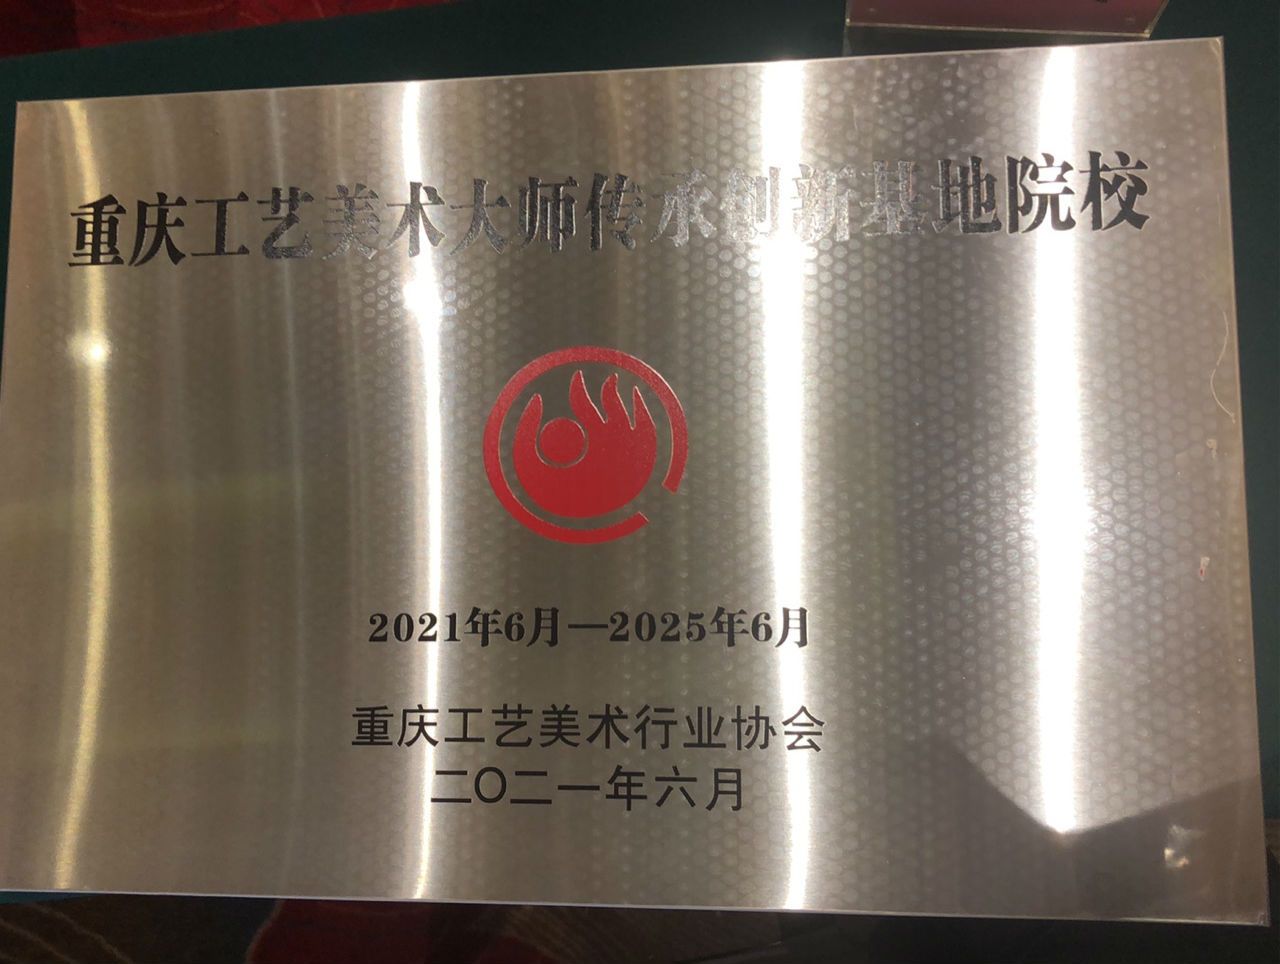 重庆工艺美术大师传承创新基地院校
2021年6月—2025年6月
重庆工艺美术行业协会
二〇二一年六月